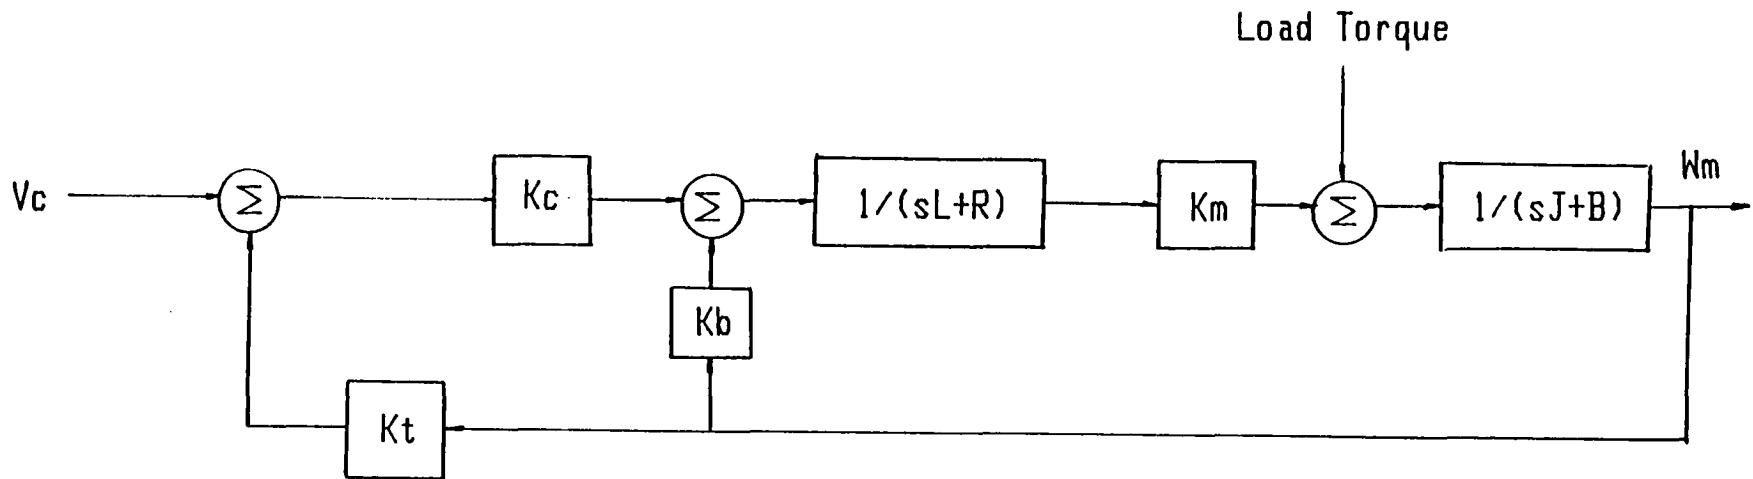 Load Torque
Vc
Σ
Kc
Σ
1/(sL+R)
Km
Σ
1/(sJ+B)
Wm
Kb
Kt